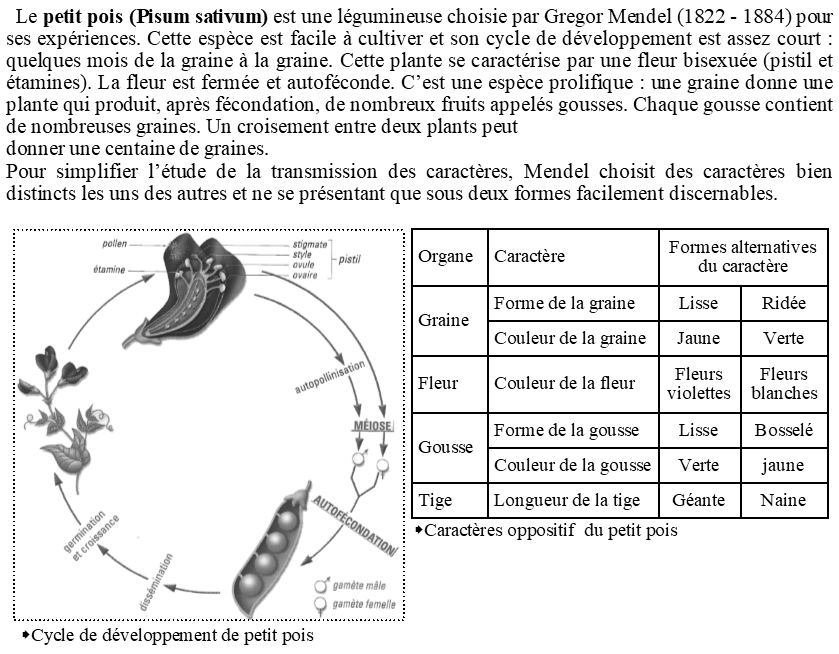 Le petit pois (Pisum sativum) est une légumineuse choisie par Gregor Mendel (1822 - 1884) pour
ses expériences. Cette espèce est facile à cultiver et son cycle de développement est assez court :
quelques mois de la graine à la graine. Cette plante se caractérise par une fleur bisexuée (pistil et
étamines). La fleur est fermée et autoféconde. C’est une espèce prolifique : une graine donne une
plante qui produit, après fécondation, de nombreux fruits appelés gousses. Chaque gousse contient
de nombreuses graines. Un croisement entre deux plants peut
donner une centaine de graines.
Pour simplifier l’étude de la transmission des caractères, Mendel choisit des caractères bien
distincts les uns des autres et ne se présentant que sous deux formes facilement discernables.
pollen
étamine
stigmate
style
ovule
ovaire
pistil
autopollinisation
MÉIOSE
AUTOFÉCONDATION
gamète mâle
gamète femelle
dissémination
germination
et croissance
Cycle de développement de petit pois
Organe Caractère Formes alternatives
du caractère
Graine
Forme de la graine Lisse Ridée
Couleur de la graine Jaune Verte
Fleur Couleur de la fleur Fleurs
violettes
Fleurs
blanches
Gousse
Forme de la gousse Lisse Bosselé
Couleur de la gousse Verte jaune
Tige Longueur de la tige Géante Naine
Caractères oppositif du petit pois